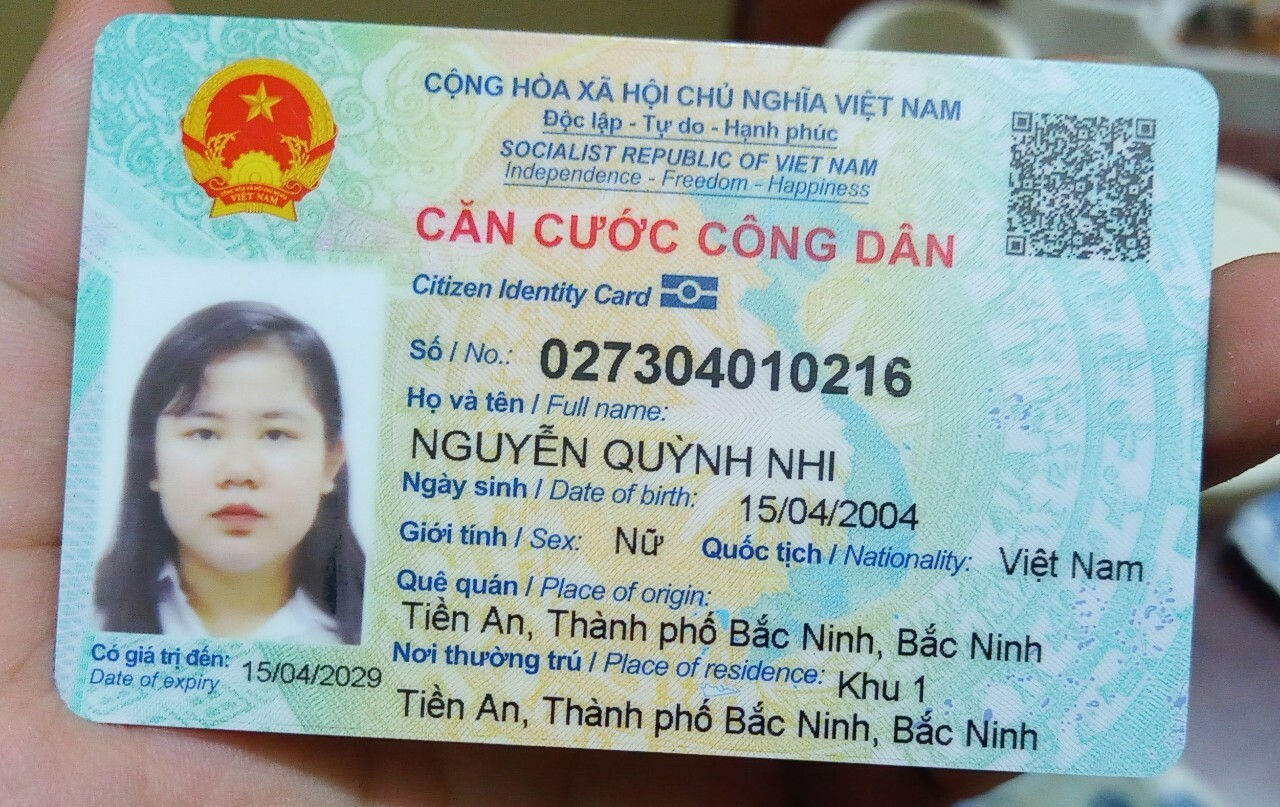 CỘNG HÒA XÃ HỘI CHỦ NGHĨA VIỆT NAM
Độc lập - Tự do - Hạnh phúc
SOCIALIST REPUBLIC OF VIET NAM
Independence - Freedom - Happiness
CĂN CƯỚC CÔNG DÂN
Citizen Identity Card
Số / No.: 027304010216
Họ và tên / Full name:
NGUYỄN QUỲNH NHI
Ngày sinh / Date of birth: 15/04/2004
Giới tính / Sex: Nữ Quốc tịch / Nationality: Việt Nam
Quê quán / Place of origin:
Tiền An, Thành phố Bắc Ninh, Bắc Ninh
Nơi thường trú / Place of residence: Khu 1
Tiền An, Thành phố Bắc Ninh, Bắc Ninh
Có giá trị đến: 15/04/2029
Date of expiry
VIỆT NAM